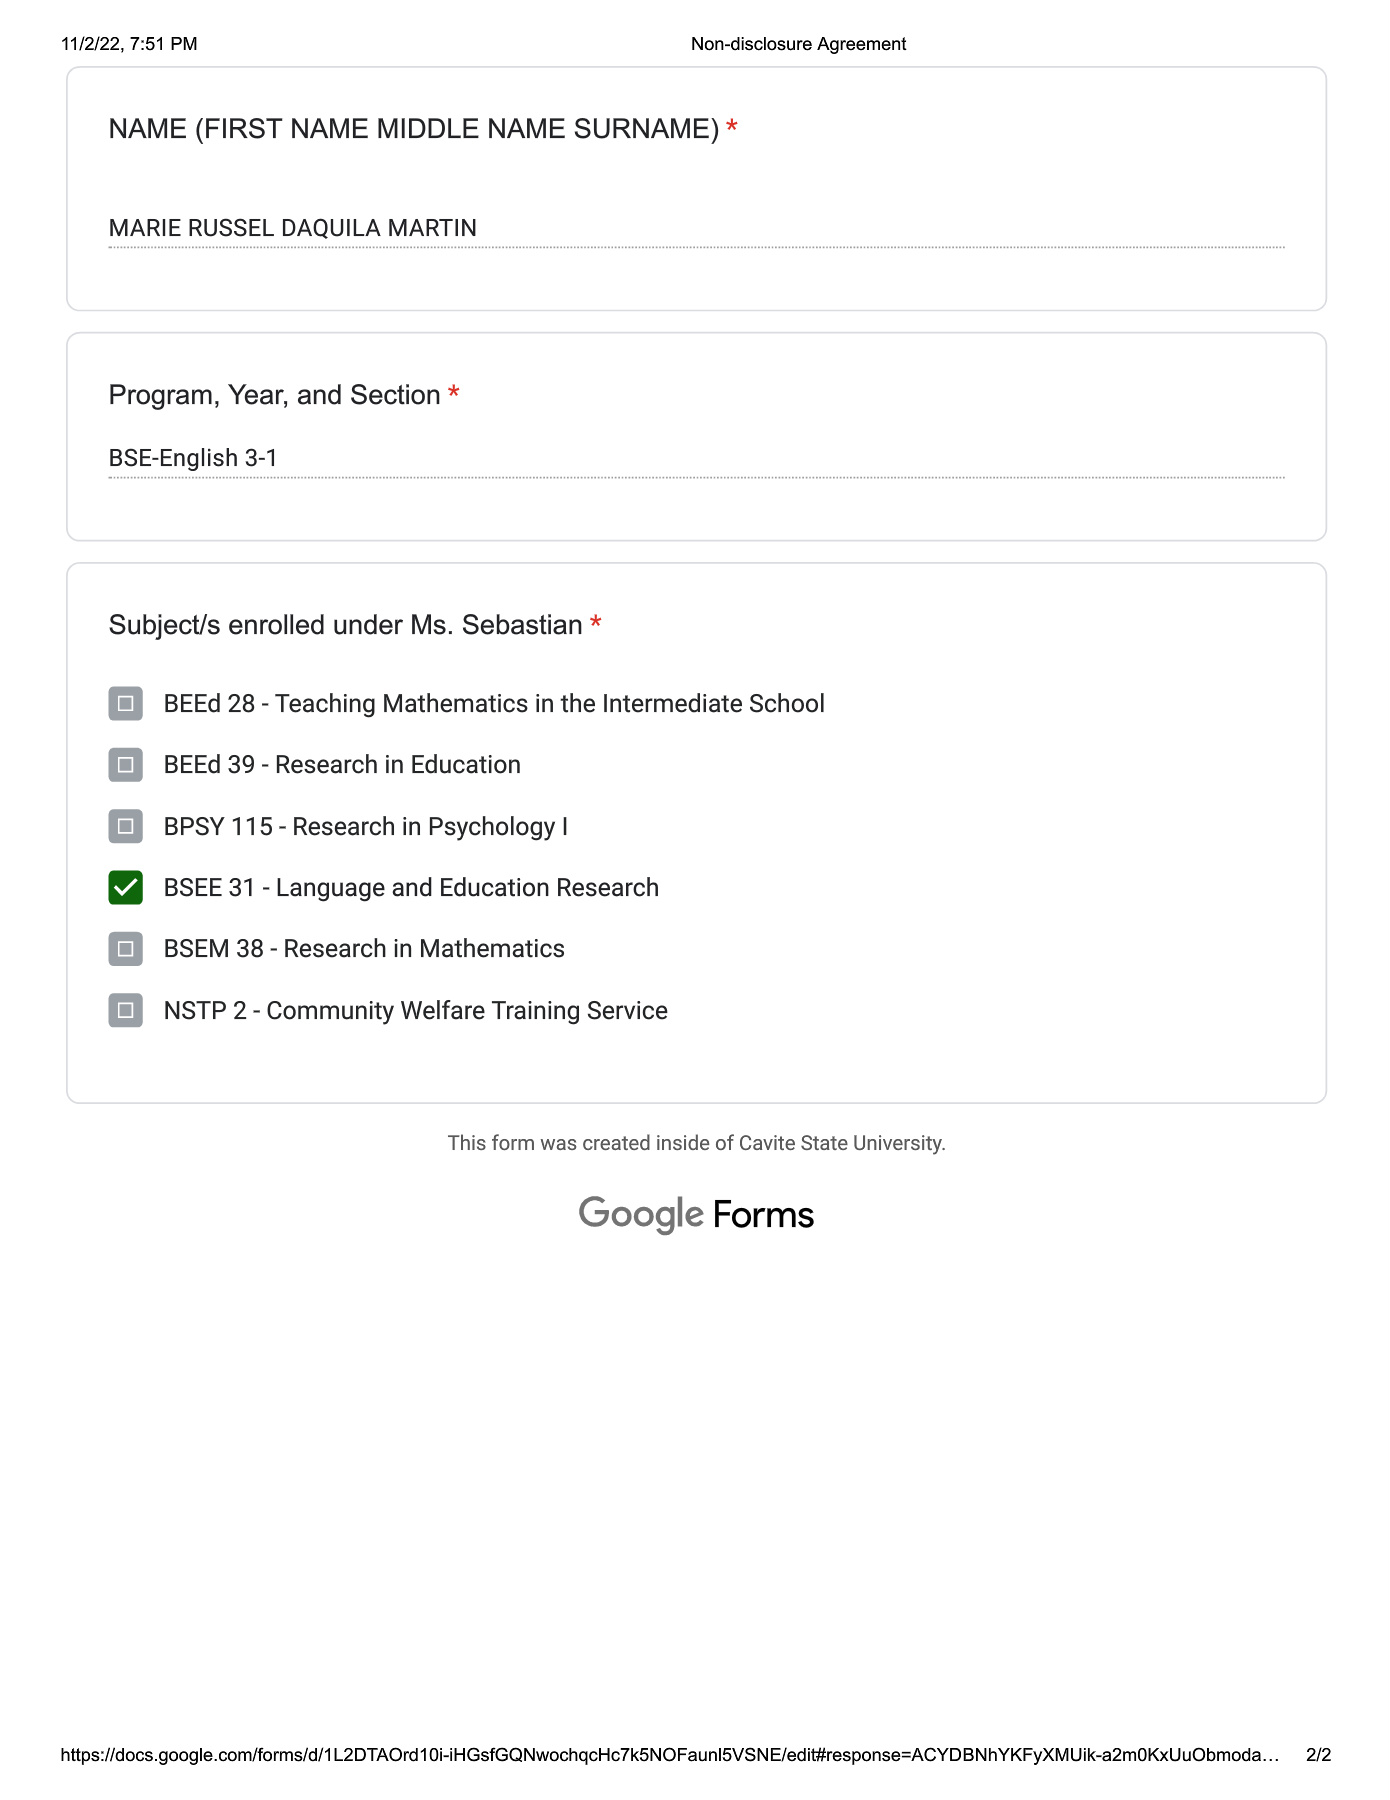 11/2/22, 7:51 PM
Non-disclosure Agreement
NAME (FIRST NAME MIDDLE NAME SURNAME) *
MARIE RUSSEL DAQUILA MARTIN
Program, Year, and Section *
BSE-English 3-1
Subject/s enrolled under Ms. Sebastian *
BEEd 28 - Teaching Mathematics in the Intermediate School
BEEd 39 - Research in Education
BPSY 115 - Research in Psychology I
BSEE 31 - Language and Education Research
BSEM 38 - Research in Mathematics
NSTP 2 - Community Welfare Training Service
This form was created inside of Cavite State University.
Google Forms
https://docs.google.com/forms/d/1L2DTAOrd10i-iHGsfGQNwochqcHc7k5NOFaunI5VSNE/edit#response=ACYDBNhYKFyXMUik-a2m0KxUuObmoda…
2/2